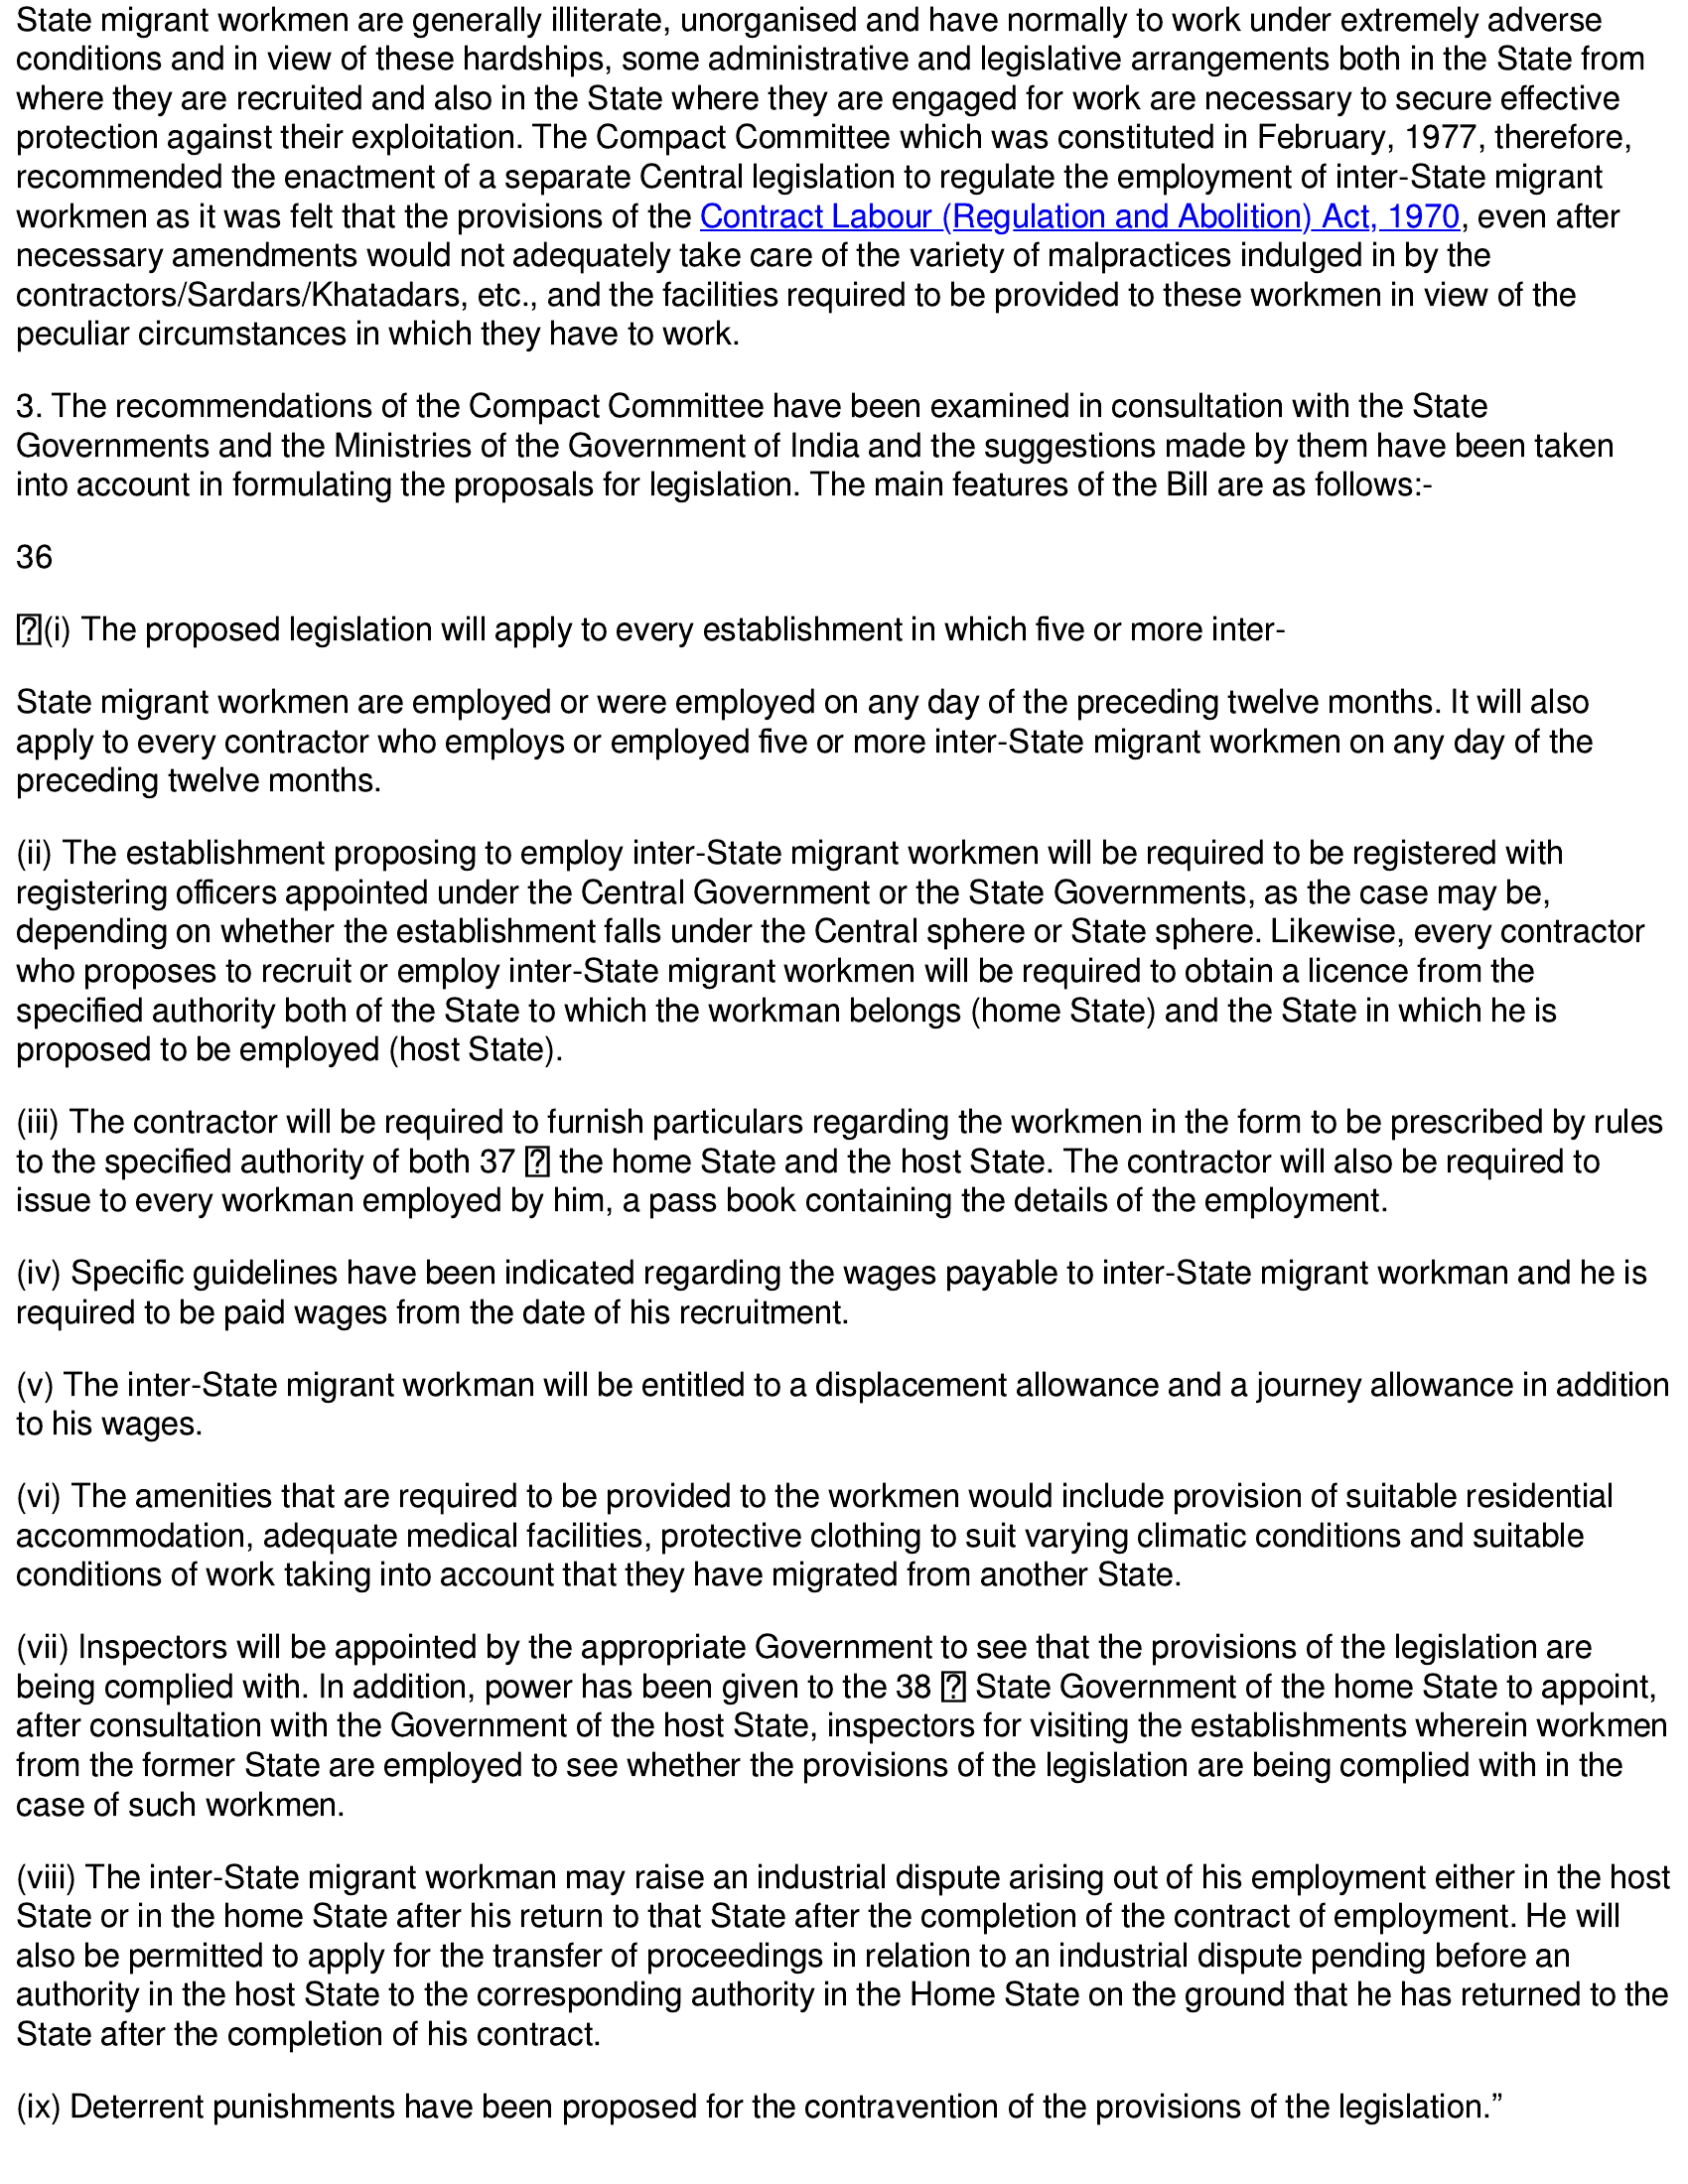 State migrant workmen are generally illiterate, unorganised and have normally to work under extremely adverse
conditions and in view of these hardships, some administrative and legislative arrangements both in the State from
where they are recruited and also in the State where they are engaged for work are necessary to secure effective
protection against their exploitation. The Compact Committee which was constituted in February, 1977, therefore,
recommended the enactment of a separate Central legislation to regulate the employment of inter-State migrant
workmen as it was felt that the provisions of the Contract Labour (Regulation and Abolition) Act, 1970, even after
necessary amendments would not adequately take care of the variety of malpractices indulged in by the
contractors/Sardars/Khatadars, etc., and the facilities required to be provided to these workmen in view of the
peculiar circumstances in which they have to work.
3. The recommendations of the Compact Committee have been examined in consultation with the State
Governments and the Ministries of the Government of India and the suggestions made by them have been taken
into account in formulating the proposals for legislation. The main features of the Bill are as follows:-
36
(i) The proposed legislation will apply to every establishment in which five or more inter-
State migrant workmen are employed or were employed on any day of the preceding twelve months. It will also
apply to every contractor who employs or employed five or more inter-State migrant workmen on any day of the
preceding twelve months.
(ii) The establishment proposing to employ inter-State migrant workmen will be required to be registered with
registering officers appointed under the Central Government or the State Governments, as the case may be,
depending on whether the establishment falls under the Central sphere or State sphere. Likewise, every contractor
who proposes to recruit or employ inter-State migrant workmen will be required to obtain a licence from the
specified authority both of the State to which the workman belongs (home State) and the State in which he is
proposed to be employed (host State).
(iii) The contractor will be required to furnish particulars regarding the workmen in the form to be prescribed by rules
to the specified authority of both 37 the home State and the host State. The contractor will also be required to
issue to every workman employed by him, a pass book containing the details of the employment.
(iv) Specific guidelines have been indicated regarding the wages payable to inter-State migrant workman and he is
required to be paid wages from the date of his recruitment.
(v) The inter-State migrant workman will be entitled to a displacement allowance and a journey allowance in addition
to his wages.
(vi) The amenities that are required to be provided to the workmen would include provision of suitable residential
accommodation, adequate medical facilities, protective clothing to suit varying climatic conditions and suitable
conditions of work taking into account that they have migrated from another State.
(vii) Inspectors will be appointed by the appropriate Government to see that the provisions of the legislation are
being complied with. In addition, power has been given to the 38 State Government of the home State to appoint,
after consultation with the Government of the host State, inspectors for visiting the establishments wherein workmen
from the former State are employed to see whether the provisions of the legislation are being complied with in the
case of such workmen.
(viii) The inter-State migrant workman may raise an industrial dispute arising out of his employment either in the host
State or in the home State after his return to that State after the completion of the contract of employment. He will
also be permitted to apply for the transfer of proceedings in relation to an industrial dispute pending before an
authority in the host State to the corresponding authority in the Home State on the ground that he has returned to the
State after the completion of his contract.
(ix) Deterrent punishments have been proposed for the contravention of the provisions of the legislation.”